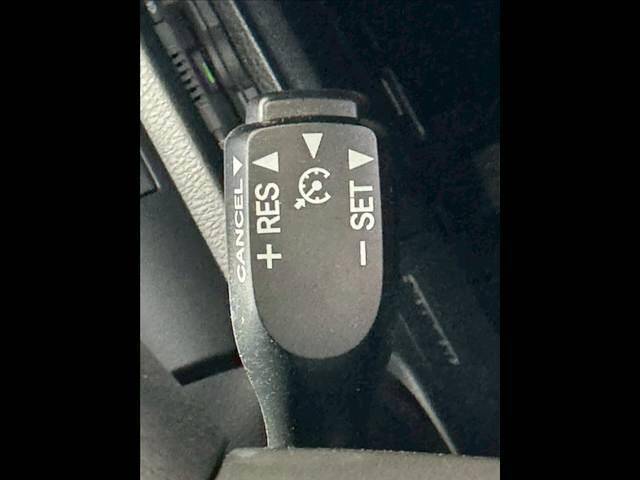 CANCEL
+ RES
– SET